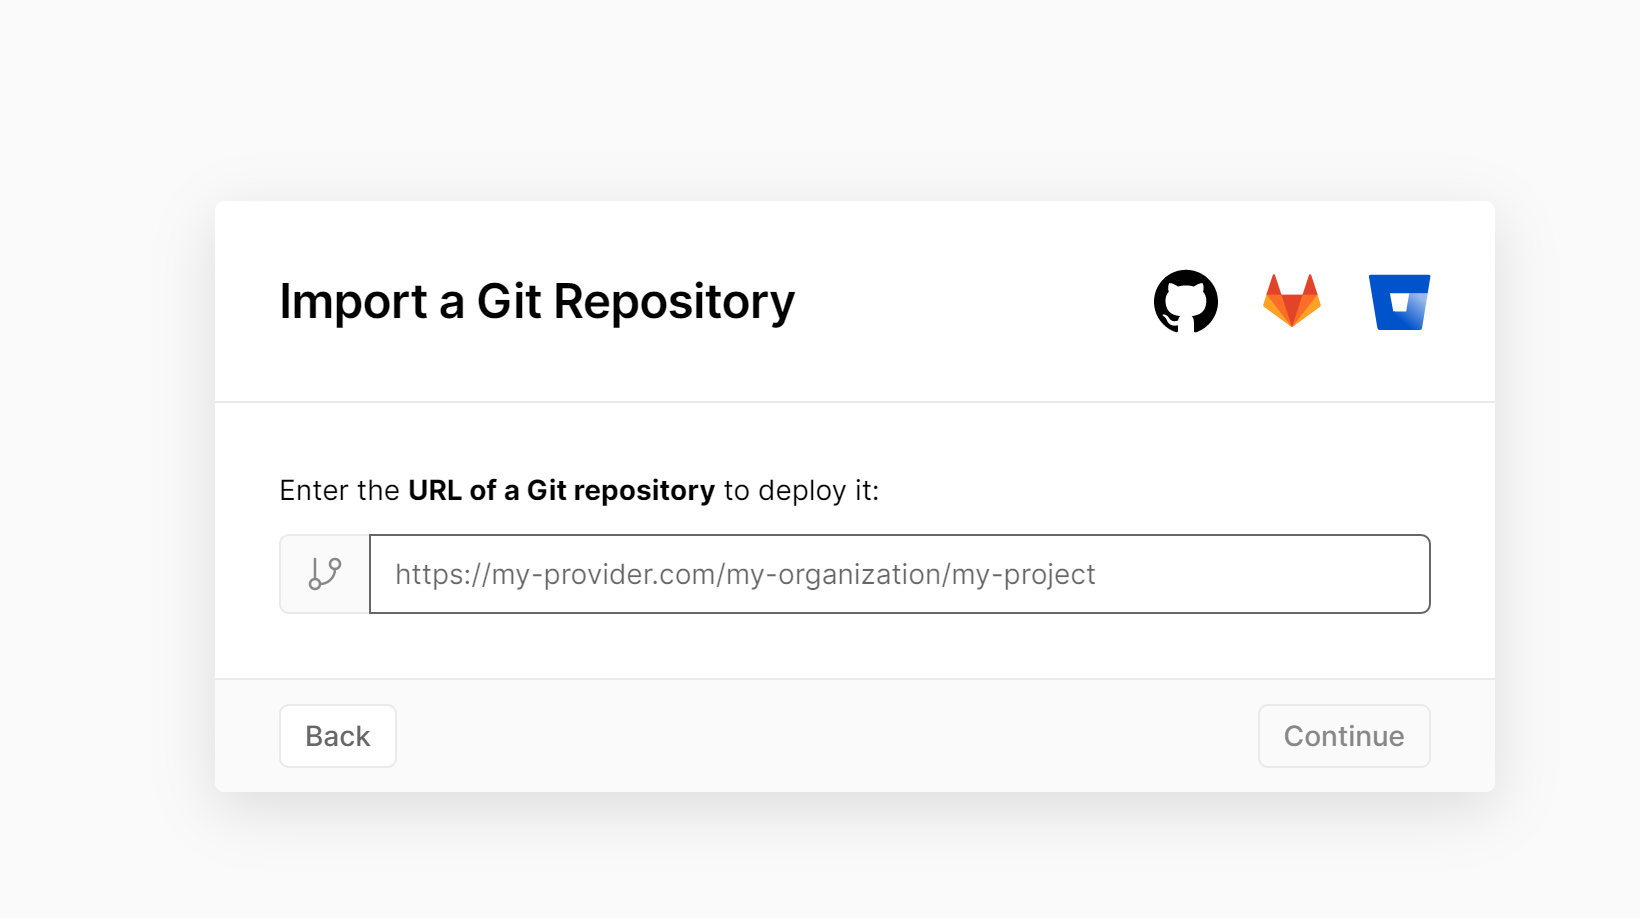 Import a Git Repository
Enter the URL of a Git repository to deploy it:
https://my-provider.com/my-organization/my-project
Back
Continue